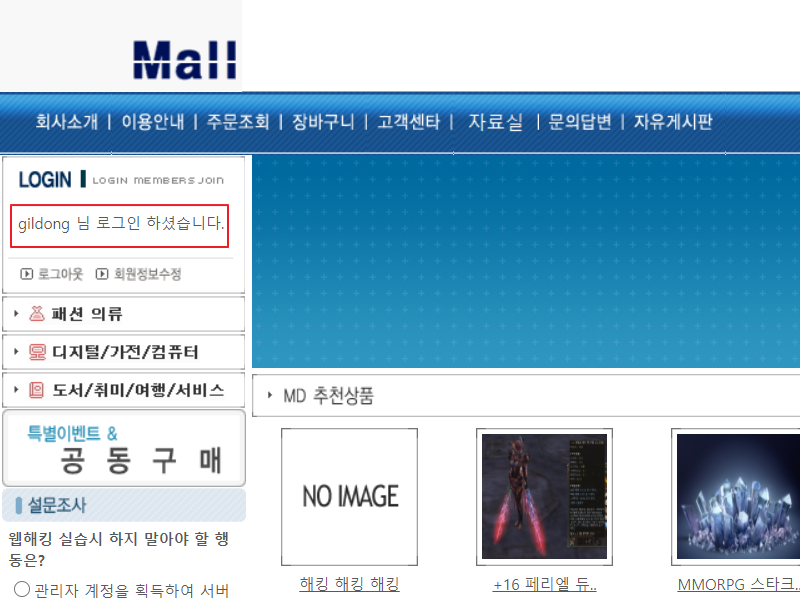 Mall
회사소개 | 이용안내 | 주문조회 | 장바구니 | 고객센타 | 자료실 | 문의답변 | 자유게시판
LOGIN LOGIN MEMBERS JOIN
gildong 님 로그인 하셨습니다.
로그아웃 회원정보수정
패션 의류
디지털/가전/컴퓨터
도서/취미/여행/서비스
특별이벤트 &
공동구매
설문조사
웹해킹 실습시 하지 말아야 할 행
동은?
관리자 계정을 획득하여 서버
MD 추천상품
NO IMAGE
해킹 해킹 해킹
+16 페리엘 듀..
MMORPG 스타크..